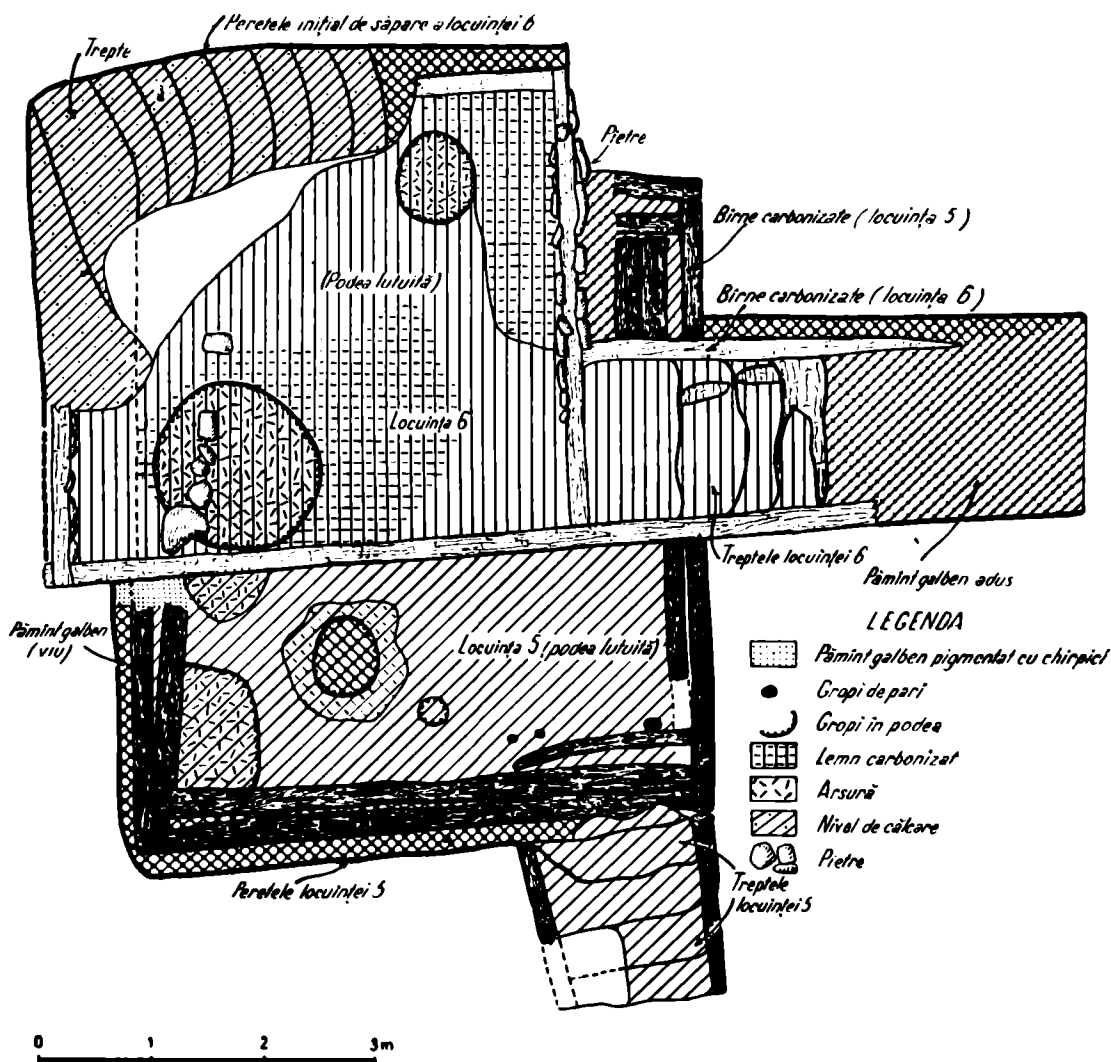 Peretele inițial de săpare a locuinței 6
Trepte
Pietre
Bîrne carbonizate (locuința 5)
(Podea lutuită)
Bîrne carbonizate (locuința 6)
Locuința 6
Treptele locuinței 6
Pămînt galben adus
Pămînt galben
(viu)
Locuința 5 (podea lutuită)
LEGENDA
Pămînt galben pigmentat cu chirpici
Gropi de pari
Gropi în podea
Lemn carbonizat
Arsură
Nivel de călcare
Pietre
Treptele
locuinței 5
Peretele locuinței 5
0 1 2 3m